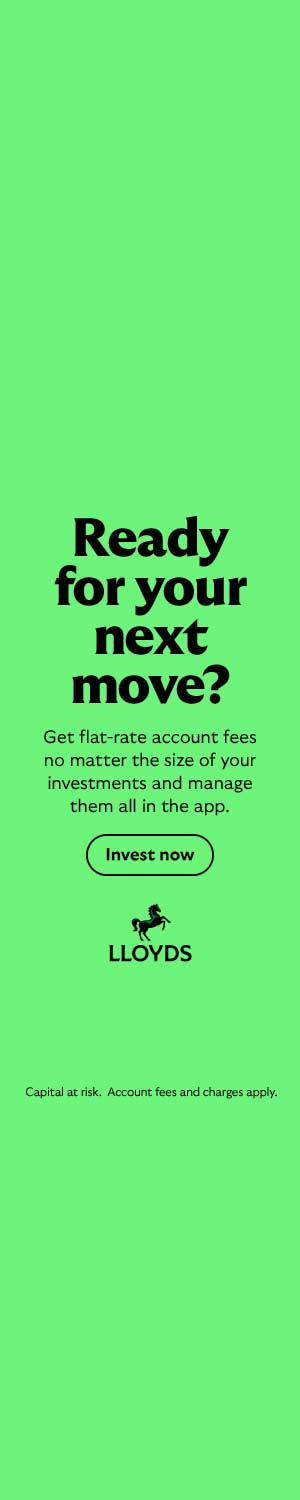 Ready
for your
next
move?
Get flat-rate account fees
no matter the size of your
investments and manage
them all in the app.
Invest now
LLOYDS
Capital at risk. Account fees and charges apply.